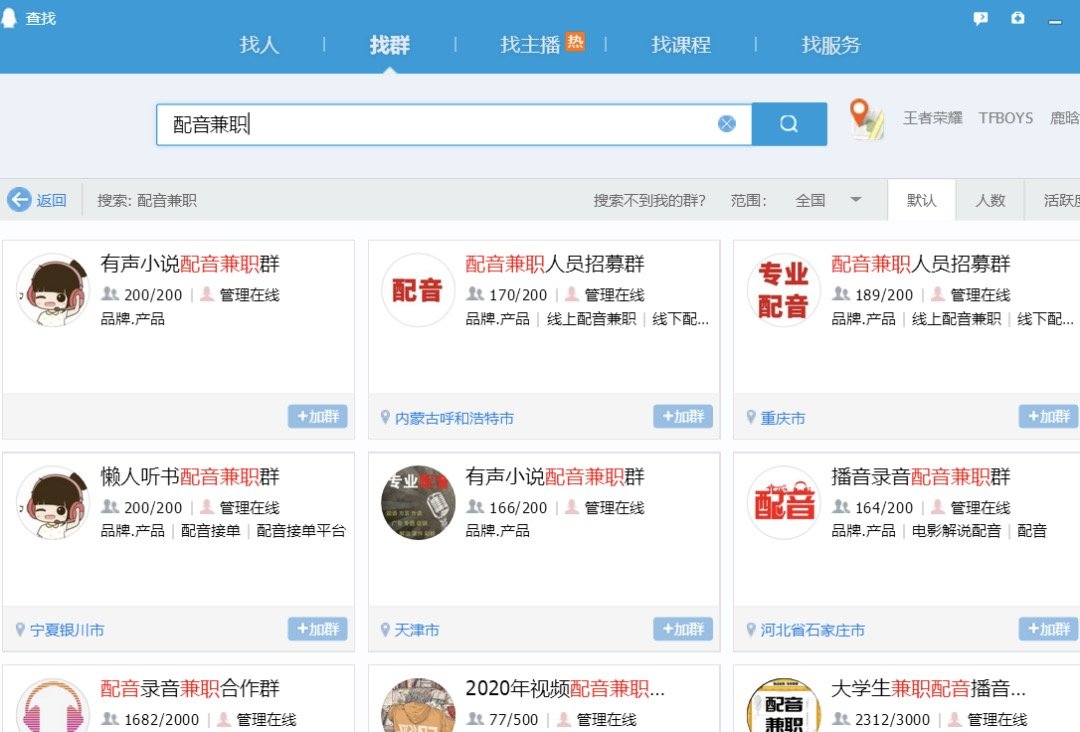 查找
找人 | 找群 | 找主播 热 | 找课程 | 找服务
配音兼职
王者荣耀 TFBOYS 鹿晗
返回 搜索: 配音兼职 搜索不到我的群? 范围: 全国 默认 人数 活跃度
有声小说配音兼职群
200/200 | 管理在线
品牌.产品
+加群
配音
配音兼职人员招募群
170/200 | 管理在线
品牌.产品 | 线上配音兼职 | 线下配...
内蒙古呼和浩特市 +加群
专业
配音
配音兼职人员招募群
189/200 | 管理在线
品牌.产品 | 线上配音兼职 | 线下配...
重庆市 +加群
懒人听书配音兼职群
200/200 | 管理在线
品牌.产品 | 配音接单 | 配音接单平台
宁夏银川市 +加群
专业配音
有声小说配音兼职群
166/200 | 管理在线
品牌.产品
天津市 +加群
配音
播音录音配音兼职群
164/200 | 管理在线
品牌.产品 | 电影解说配音 | 配音
河北省石家庄市 +加群
配音录音兼职合作群
1682/2000 | 管理在线
2020年视频配音兼职...
77/500 | 管理在线
配音
兼职
大学生兼职配音播音...
2312/3000 | 管理在线